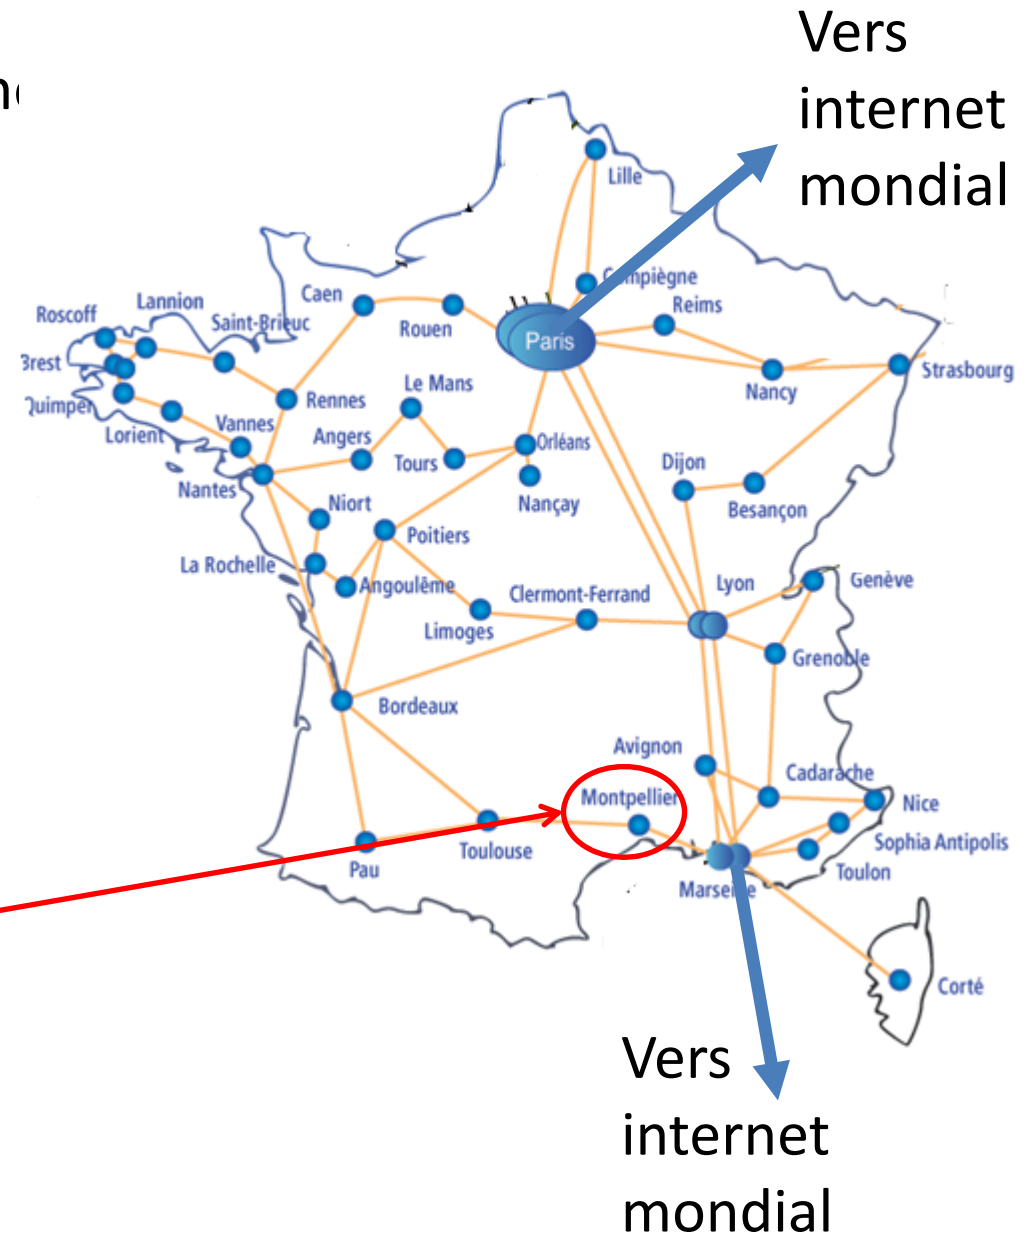 Vers
internet
mondial
Lille
Compiègne
Reims
Caen
Rouen
Lannion
Roscoff
Saint-Brieuc
Paris
Brest
Nancy
Strasbourg
Le Mans
Rennes
Quimper
Lorient
Vannes
Angers
Tours
Orléans
Nançay
Dijon
Besançon
Nantes
Niort
Poitiers
La Rochelle
Angoulême
Clermont-Ferrand
Lyon
Genève
Limoges
Grenoble
Bordeaux
Avignon
Cadarache
Montpellier
Nice
Sophia Antipolis
Toulouse
Toulon
Pau
Marseille
Corté
Vers
internet
mondial